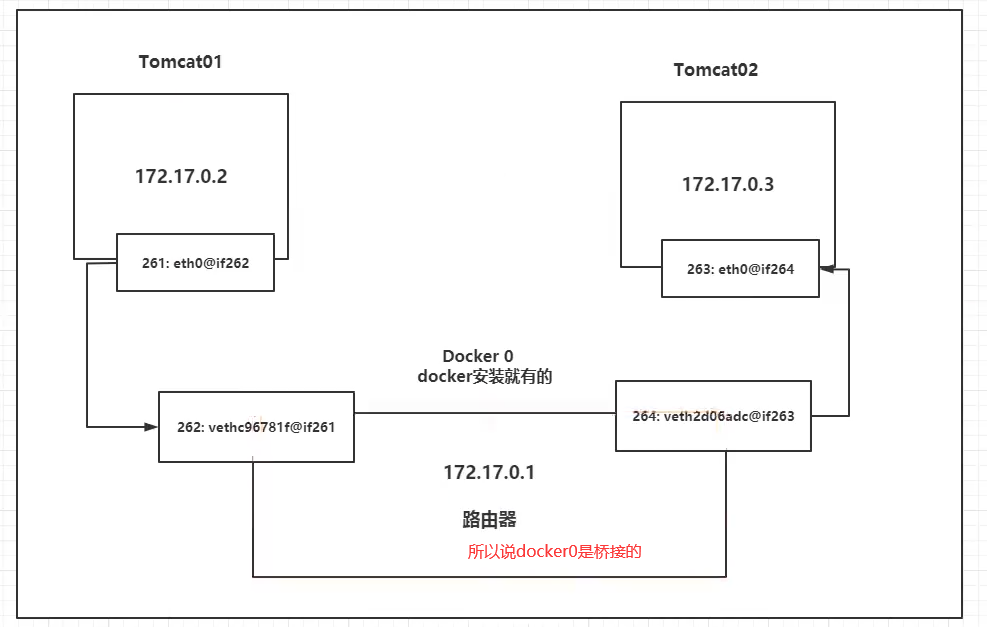 Tomcat01
Tomcat02
172.17.0.2
172.17.0.3
261: eth0@if262
263: eth0@if264
Docker 0
docker安装就有的
262: vethc96781f@if261
264: veth2d06adc@if263
172.17.0.1
路由器
所以说docker0是桥接的